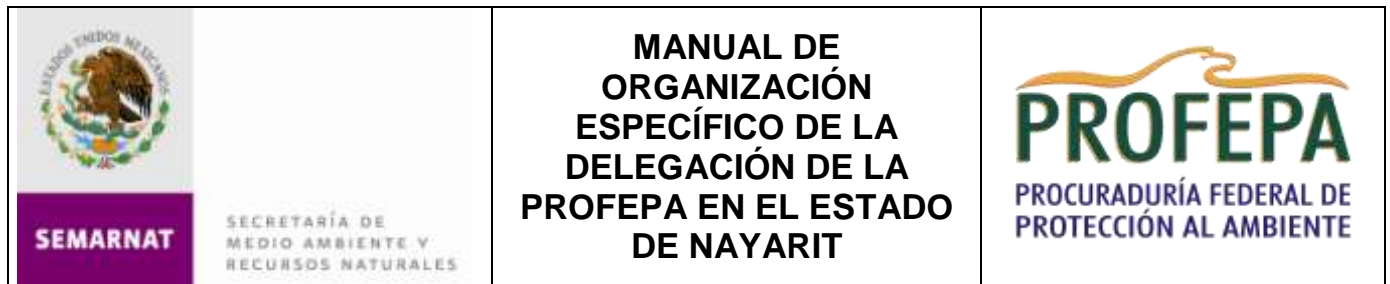 ESTADOS UNIDOS MEXICANOS
SEMARNAT
SECRETARÍA DE
MEDIO AMBIENTE Y
RECURSOS NATURALES
MANUAL DE
ORGANIZACIÓN
ESPECÍFICO DE LA
DELEGACIÓN DE LA
PROFEPA EN EL ESTADO
DE NAYARIT
PROFEPA
PROCURADURÍA FEDERAL DE
PROTECCIÓN AL AMBIENTE